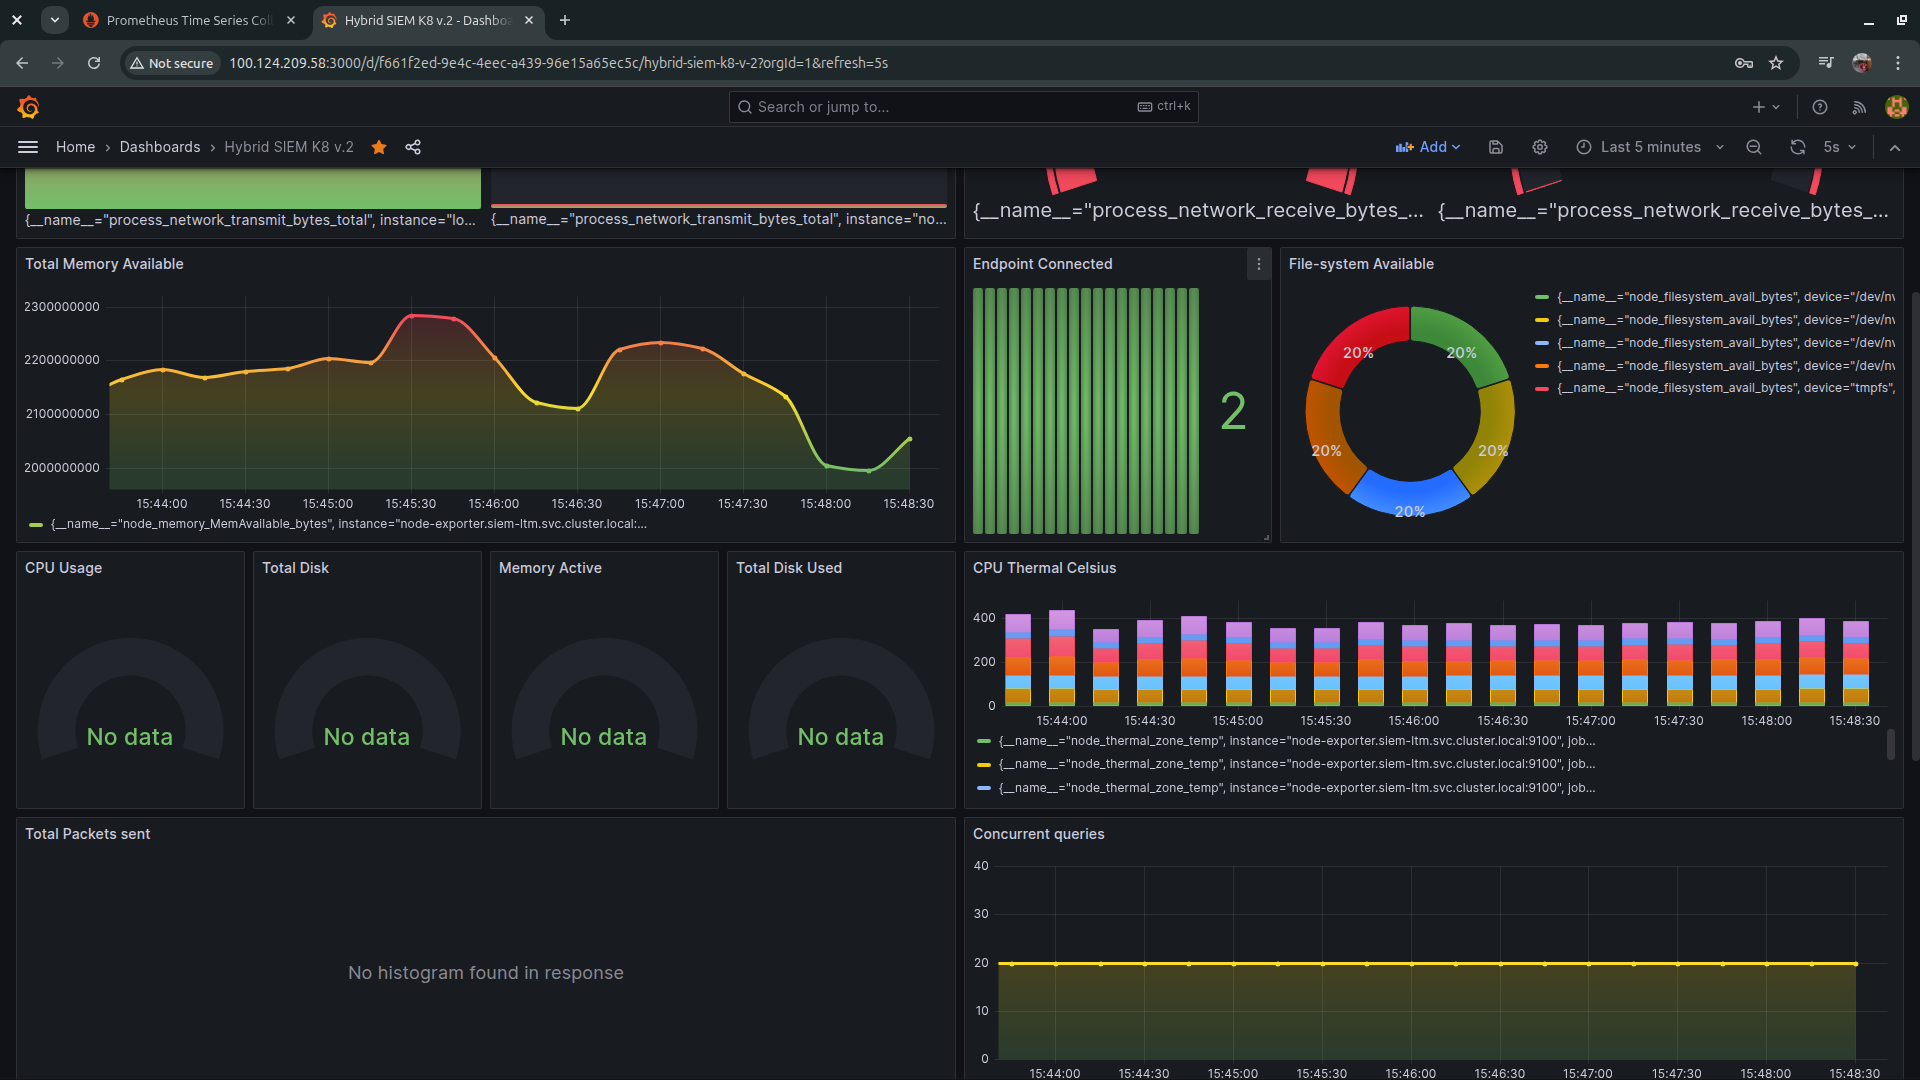 Prometheus Time Series Col
Hybrid SIEM K8 v.2 - Dashbo
Not secure
100.124.209.58:3000/d/f661f2ed-9e4c-4eec-a439-96e15a65ec5c/hybrid-siem-k8-v-2?orgId=1&refresh=5s
Search or jump to...
ctrl+k
Home
Dashboards
Hybrid SIEM K8 v.2
Add
Last 5 minutes
5s
{__name__="process_network_transmit_bytes_total", instance="lo...
{__name__="process_network_transmit_bytes_total", instance="no...
{__name__="process_network_receive_bytes_...
{__name__="process_network_receive_bytes_...
Total Memory Available
2300000000
2200000000
2100000000
2000000000
15:44:00 15:44:30 15:45:00 15:45:30 15:46:00 15:46:30 15:47:00 15:47:30 15:48:00 15:48:30
{__name__="node_memory_MemAvailable_bytes", instance="node-exporter.siem-ltm.svc.cluster.local:...
Endpoint Connected
2
File-system Available
20%
20%
20%
20%
20%
{__name__="node_filesystem_avail_bytes", device="/dev/nv
{__name__="node_filesystem_avail_bytes", device="/dev/nv
{__name__="node_filesystem_avail_bytes", device="/dev/nv
{__name__="node_filesystem_avail_bytes", device="/dev/nv
{__name__="node_filesystem_avail_bytes", device="tmpfs",
CPU Usage
No data
Total Disk
No data
Memory Active
No data
Total Disk Used
No data
CPU Thermal Celsius
400
200
0
15:44:00 15:44:30 15:45:00 15:45:30 15:46:00 15:46:30 15:47:00 15:47:30 15:48:00 15:48:30
{__name__="node_thermal_zone_temp", instance="node-exporter.siem-ltm.svc.cluster.local:9100", job...
{__name__="node_thermal_zone_temp", instance="node-exporter.siem-ltm.svc.cluster.local:9100", job...
{__name__="node_thermal_zone_temp", instance="node-exporter.siem-ltm.svc.cluster.local:9100", job...
Total Packets sent
No histogram found in response
Concurrent queries
40
30
20
10
0
15:44:00 15:44:30 15:45:00 15:45:30 15:46:00 15:46:30 15:47:00 15:47:30 15:48:00 15:48:30